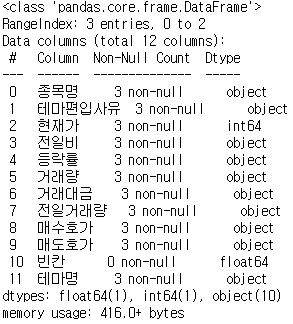 <class 'pandas.core.frame.DataFrame'>
RangeIndex: 3 entries, 0 to 2
Data columns (total 12 columns):
#   Column  Non-Null Count  Dtype
---  ------  --------------  -----
0   종목명     3 non-null      object
1   테마편입사유  3 non-null      object
2   현재가     3 non-null      int64
3   전일비     3 non-null      object
4   등락률     3 non-null      object
5   거래량     3 non-null      object
6   거래대금    3 non-null      object
7   전일거래량   3 non-null      object
8   매수호가    3 non-null      object
9   매도호가    3 non-null      object
10  빈칸      0 non-null      float64
11  테마명     3 non-null      object
dtypes: float64(1), int64(1), object(10)
memory usage: 416.0+ bytes